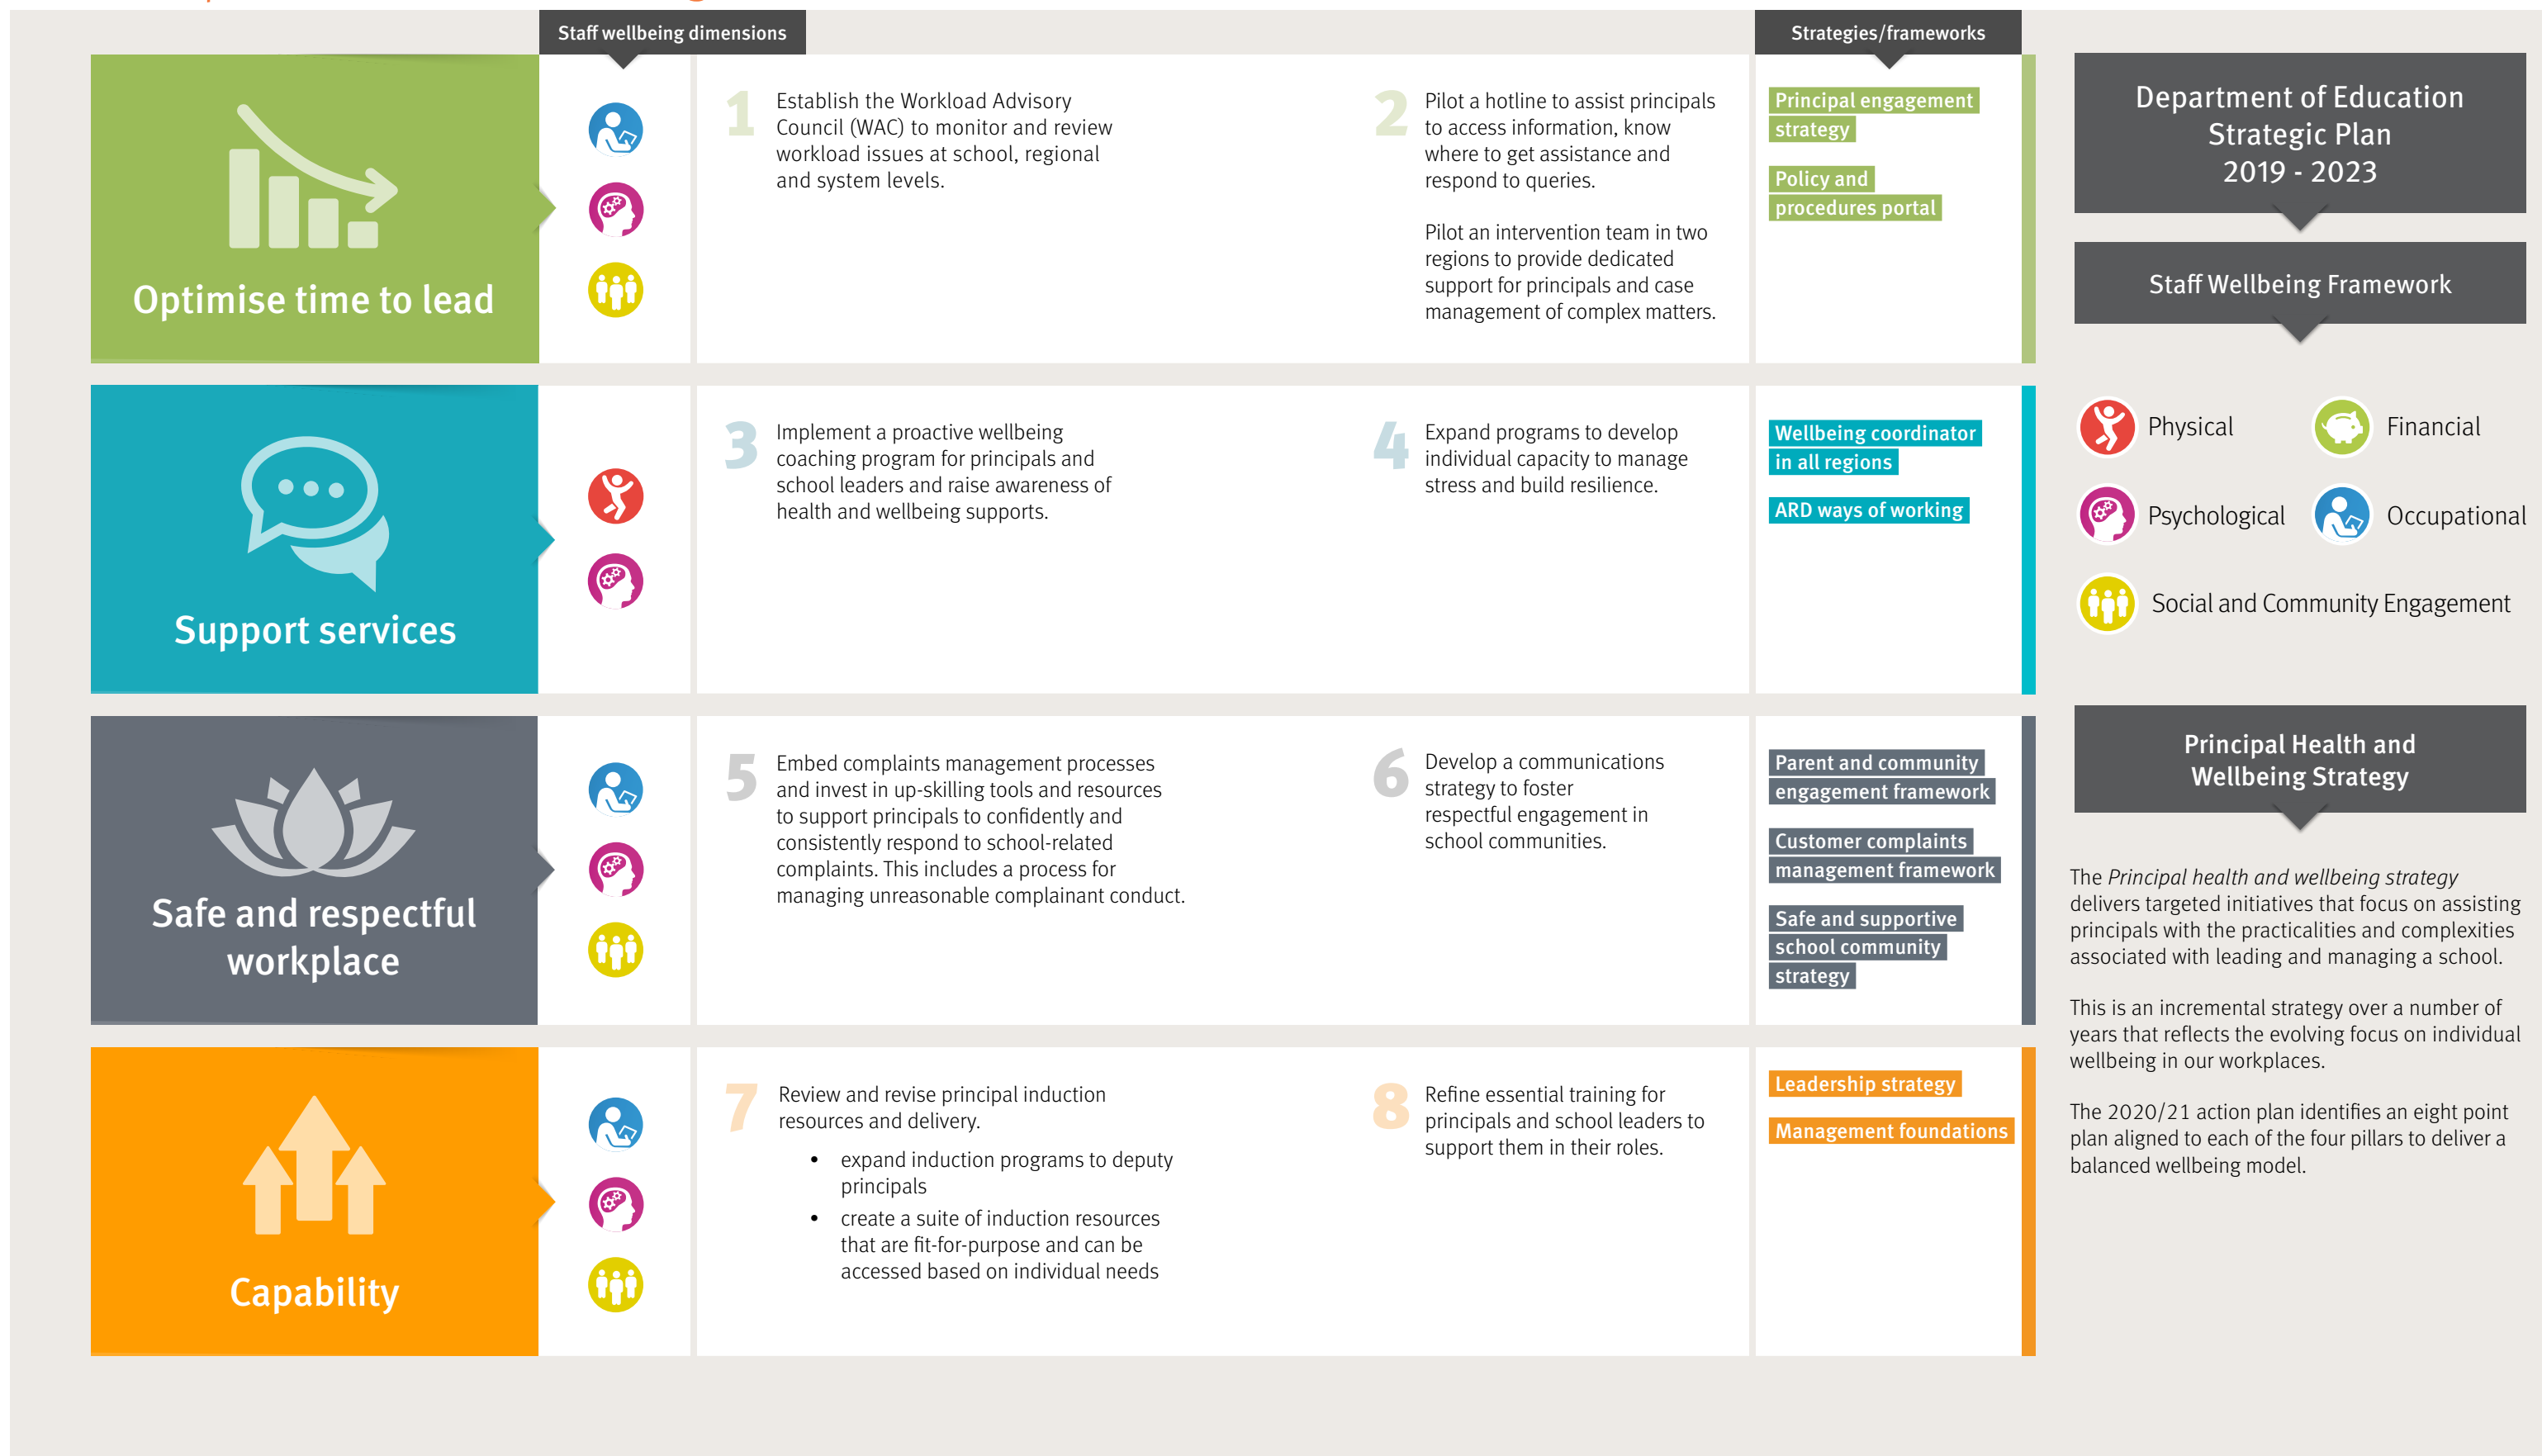 Staff wellbeing dimensions
Strategies/frameworks
Optimise time to lead
1
Establish the Workload Advisory
Council (WAC) to monitor and review
workload issues at school, regional
and system levels.
2
Pilot a hotline to assist principals
to access information, know
where to get assistance and
respond to queries.
Pilot an intervention team in two
regions to provide dedicated
support for principals and case
management of complex matters.
Principal engagement
strategy
Policy and
procedures portal
Support services
3
Implement a proactive wellbeing
coaching program for principals and
school leaders and raise awareness of
health and wellbeing supports.
4
Expand programs to develop
individual capacity to manage
stress and build resilience.
Wellbeing coordinator
in all regions
ARD ways of working
Safe and respectful
workplace
5
Embed complaints management processes
and invest in up-skilling tools and resources
to support principals to confidently and
consistently respond to school-related
complaints. This includes a process for
managing unreasonable complainant conduct.
6
Develop a communications
strategy to foster
respectful engagement in
school communities.
Parent and community
engagement framework
Customer complaints
management framework
Safe and supportive
school community
strategy
Capability
7
Review and revise principal induction
resources and delivery.
• expand induction programs to deputy
principals
• create a suite of induction resources
that are fit-for-purpose and can be
accessed based on individual needs
8
Refine essential training for
principals and school leaders to
support them in their roles.
Leadership strategy
Management foundations
Department of Education
Strategic Plan
2019 - 2023
Staff Wellbeing Framework
Physical
Financial
Psychological
Occupational
Social and Community Engagement
Principal Health and
Wellbeing Strategy
The Principal health and wellbeing strategy
delivers targeted initiatives that focus on assisting
principals with the practicalities and complexities
associated with leading and managing a school.
This is an incremental strategy over a number of
years that reflects the evolving focus on individual
wellbeing in our workplaces.
The 2020/21 action plan identifies an eight point
plan aligned to each of the four pillars to deliver a
balanced wellbeing model.